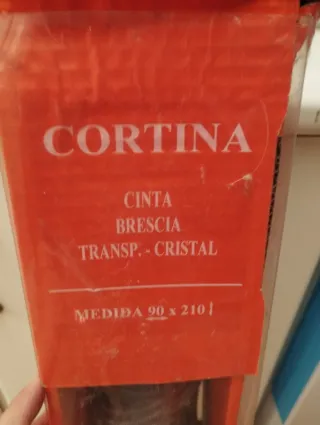 CORTINA
CINTA
BRESCIA
TRANSP. - CRISTAL
MEDIDA 90 x 210